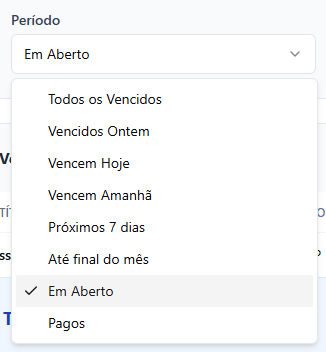 Período
Em Aberto
Todos os Vencidos
Vencidos Ontem
Vencem Hoje
Vencem Amanhã
Próximos 7 dias
Até final do mês
Em Aberto
Pagos